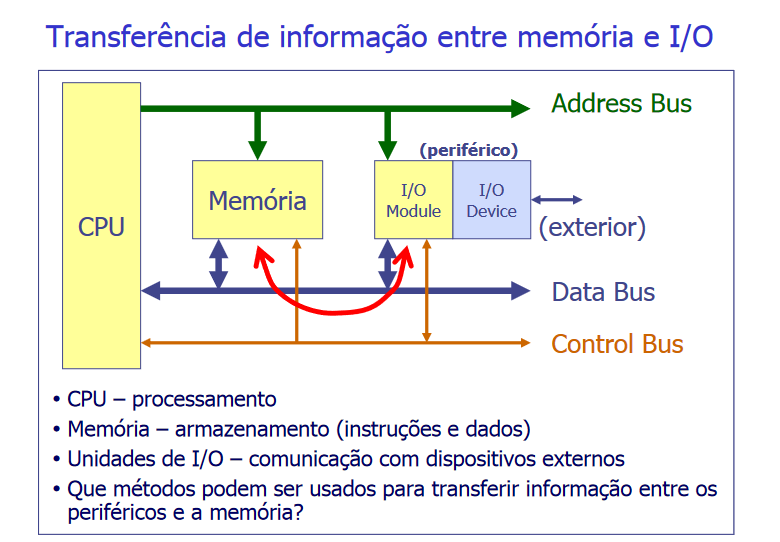 Transferência de informação entre memória e I/O
Address Bus
(periférico)
CPU
Memória
I/O
Module
I/O
Device
(exterior)
Data Bus
Control Bus
• CPU – processamento
• Memória – armazenamento (instruções e dados)
• Unidades de I/O – comunicação com dispositivos externos
• Que métodos podem ser usados para transferir informação entre os
periféricos e a memória?